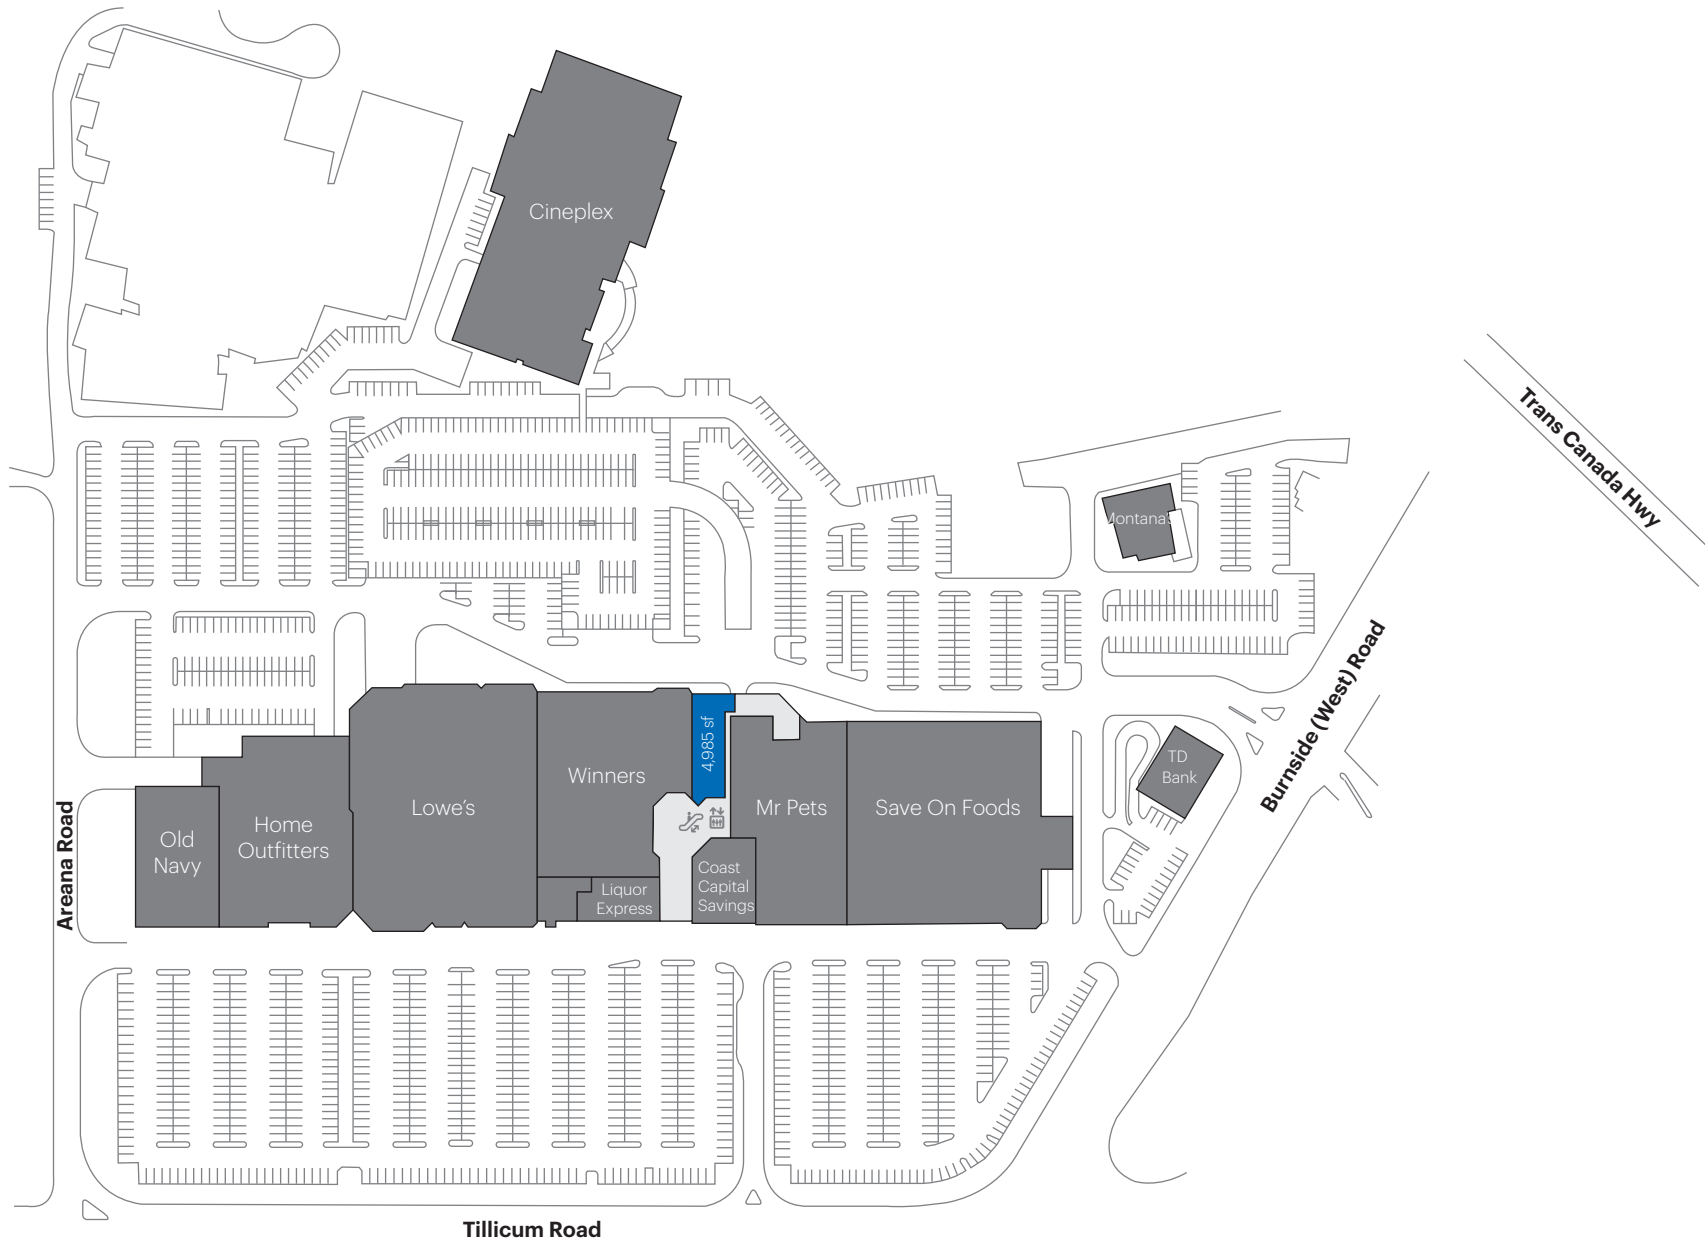 Cineplex
Trans Canada Hwy
Montana's
Burnside (West) Road
4,985 sf
TD
Bank
Winners
Lowe's
Mr Pets
Save On Foods
Home
Outfitters
Old
Navy
Areana Road
Coast
Capital
Savings
Liquor
Express
Tillicum Road